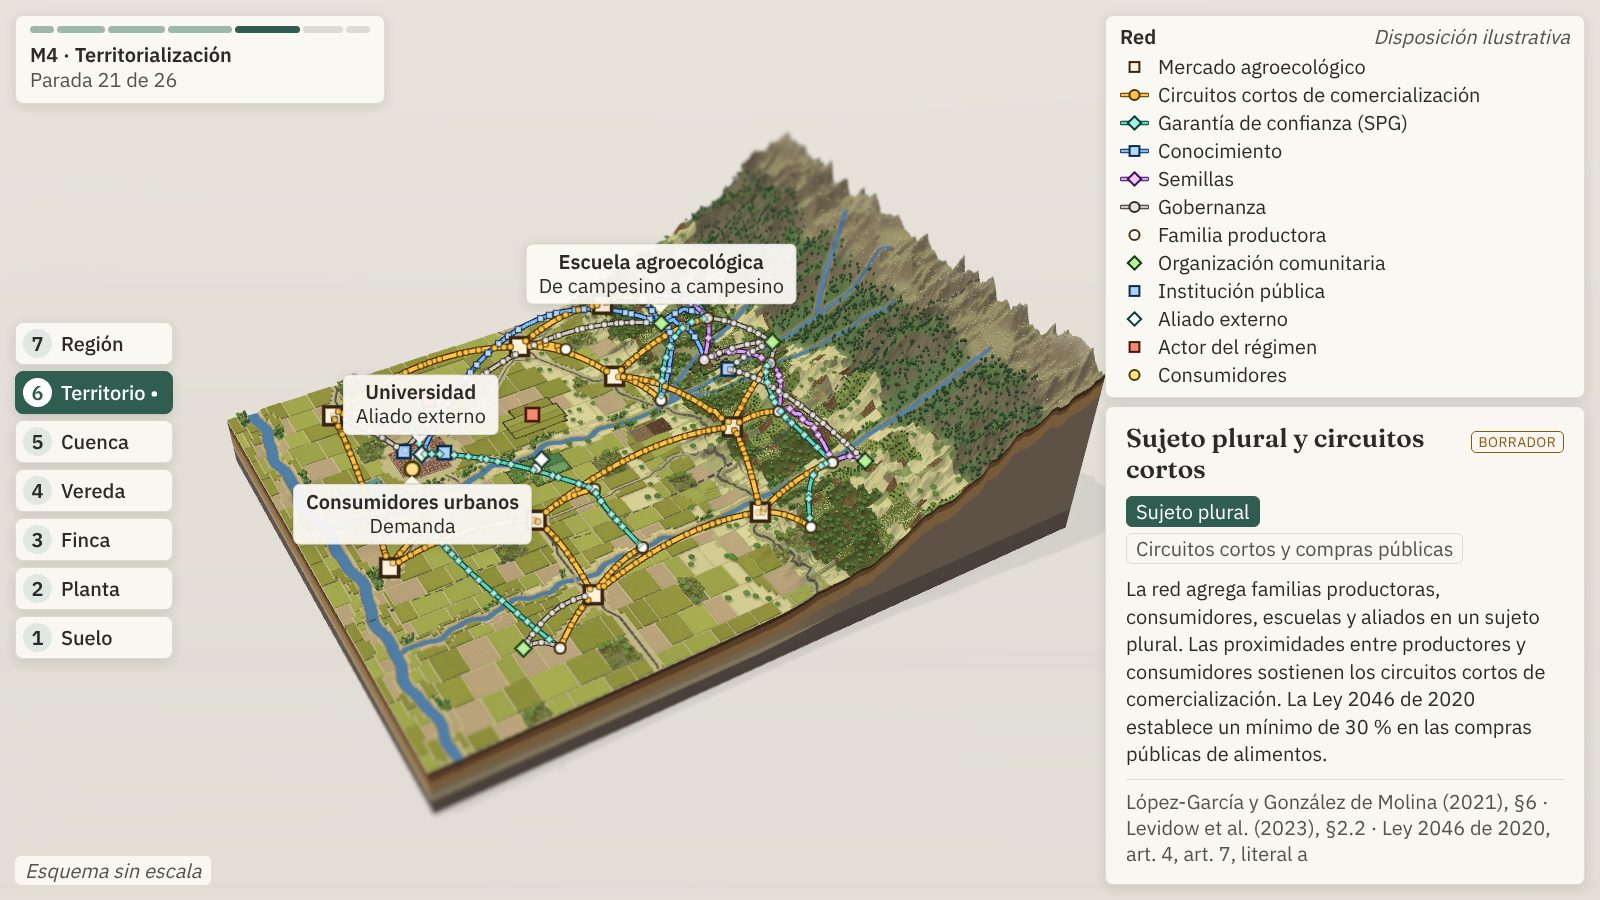 M4 · Territorialización
Parada 21 de 26
Escuela agroecológica
De campesino a campesino
Universidad
Aliado externo
Consumidores urbanos
Demanda
7 Región
6 Territorio •
5 Cuenca
4 Vereda
3 Finca
2 Planta
1 Suelo
Esquema sin escala
Red
Disposición ilustrativa
Mercado agroecológico
Circuitos cortos de comercialización
Garantía de confianza (SPG)
Conocimiento
Semillas
Gobernanza
Familia productora
Organización comunitaria
Institución pública
Aliado externo
Actor del régimen
Consumidores
Sujeto plural y circuitos
cortos
BORRADOR
Sujeto plural
Circuitos cortos y compras públicas
La red agrega familias productoras,
consumidores, escuelas y aliados en un sujeto
plural. Las proximidades entre productores y
consumidores sostienen los circuitos cortos de
comercialización. La Ley 2046 de 2020
establece un mínimo de 30 % en las compras
públicas de alimentos.
López-García y González de Molina (2021), §6 ·
Levidow et al. (2023), §2.2 · Ley 2046 de 2020,
art. 4, art. 7, literal a